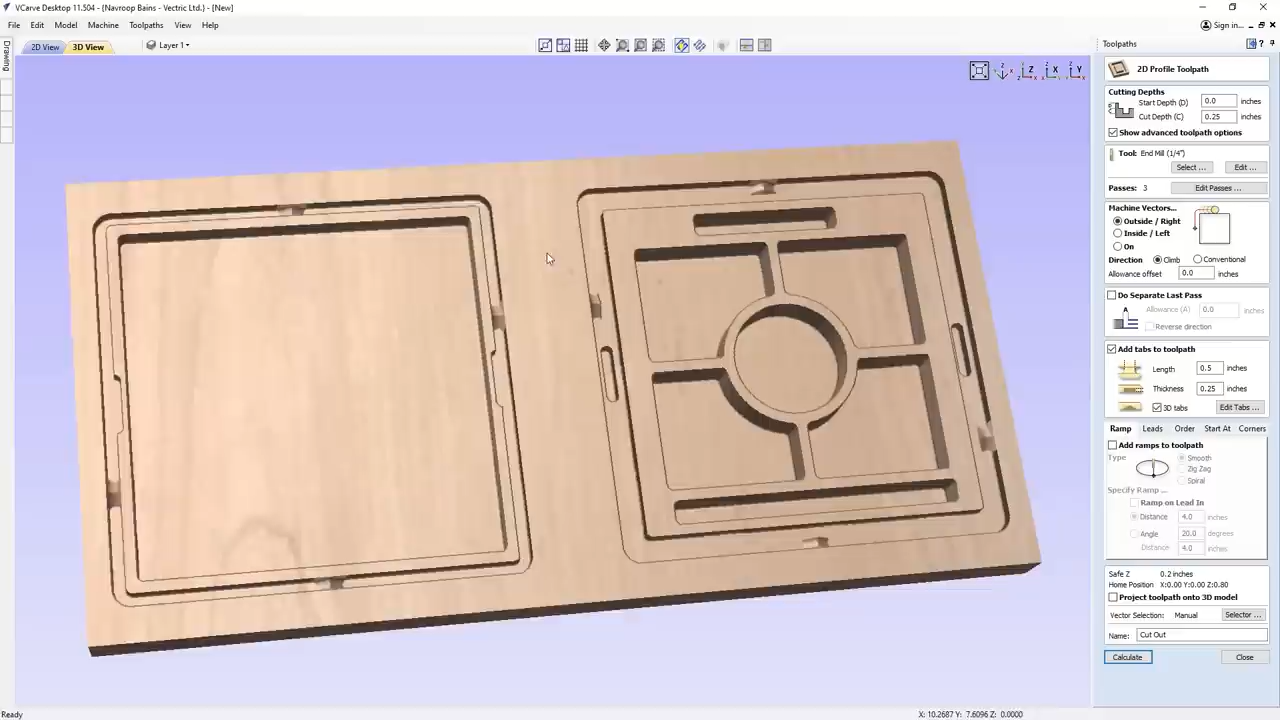 VCarve Desktop 11.504 - {Navroop Bains - Vectric Ltd.} - [New]
File Edit Model Machine Toolpaths View Help
Sign in...
2D View 3D View Layer 1
Drawing
Z X Y
Toolpaths
2D Profile Toolpath
Cutting Depths
Start Depth (D) 0.0 inches
Cut Depth (C) 0.25 inches
Show advanced toolpath options
Tool: End Mill (1/4")
Select ... Edit ...
Passes: 3 Edit Passes ...
Machine Vectors...
Outside / Right
Inside / Left
On
Direction Climb Conventional
Allowance offset 0.0 inches
Do Separate Last Pass
Allowance (A) 0.0 inches
Reverse direction
Add tabs to toolpath
Length 0.5 inches
Thickness 0.25 inches
3D tabs Edit Tabs ...
Ramp Leads Order Start At Corners
Add ramps to toolpath
Type Smooth
Zig Zag
Spiral
Specify Ramp ...
Ramp on Lead In
Distance 4.0 inches
Angle 20.0 degrees
Distance 4.0 inches
Safe Z 0.2 inches
Home Position X:0.00 Y:0.00 Z:0.80
Project toolpath onto 3D model
Vector Selection: Manual Selector ...
Name: Cut Out
Calculate Close
Ready
X: 10.2687 Y: 7.6096 Z: 0.0000